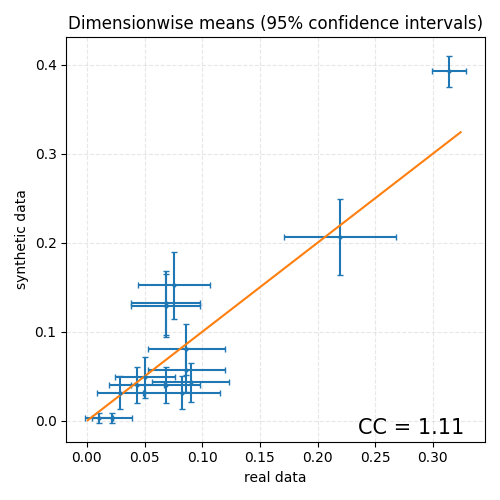 Dimensionwise means (95% confidence intervals)
0.4
0.3
0.2
0.1
0.0
synthetic data
CC = 1.11
0.00 0.05 0.10 0.15 0.20 0.25 0.30
real data